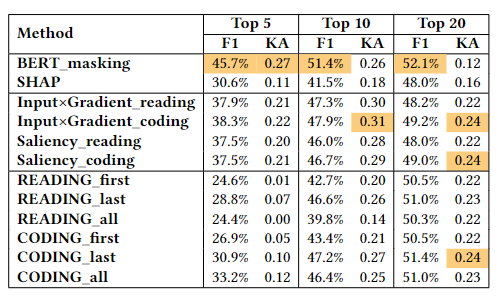 Method Top 5 Top 10 Top 20
F1 KA F1 KA F1 KA
BERT_masking 45.7% 0.27 51.4% 0.26 52.1% 0.12
SHAP 30.6% 0.11 41.5% 0.18 48.0% 0.16
Input×Gradient_reading 37.9% 0.21 47.3% 0.30 48.2% 0.22
Input×Gradient_coding 38.3% 0.22 47.9% 0.31 49.2% 0.24
Saliency_reading 37.5% 0.20 46.0% 0.28 48.0% 0.22
Saliency_coding 37.5% 0.21 46.7% 0.29 49.0% 0.24
READING_first 24.6% 0.01 42.7% 0.20 50.5% 0.22
READING_last 28.8% 0.07 46.6% 0.26 51.0% 0.23
READING_all 24.4% 0.00 39.8% 0.14 50.3% 0.22
CODING_first 26.9% 0.05 43.4% 0.21 50.5% 0.22
CODING_last 30.9% 0.10 47.2% 0.27 51.4% 0.24
CODING_all 33.2% 0.12 46.4% 0.25 51.0% 0.23